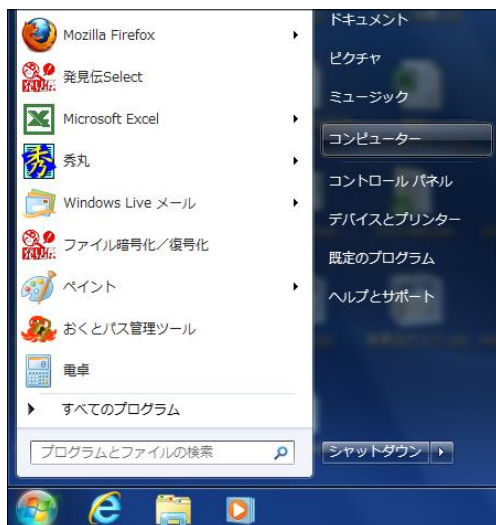 Mozilla Firefox
発見伝Select
Microsoft Excel
秀丸
Windows Live メール
ファイル暗号化／復号化
ペイント
おくとパス管理ツール
電卓
すべてのプログラム
プログラムとファイルの検索
ドキュメント
ピクチャ
ミュージック
コンピューター
コントロール パネル
デバイスとプリンター
既定のプログラム
ヘルプとサポート
シャットダウン